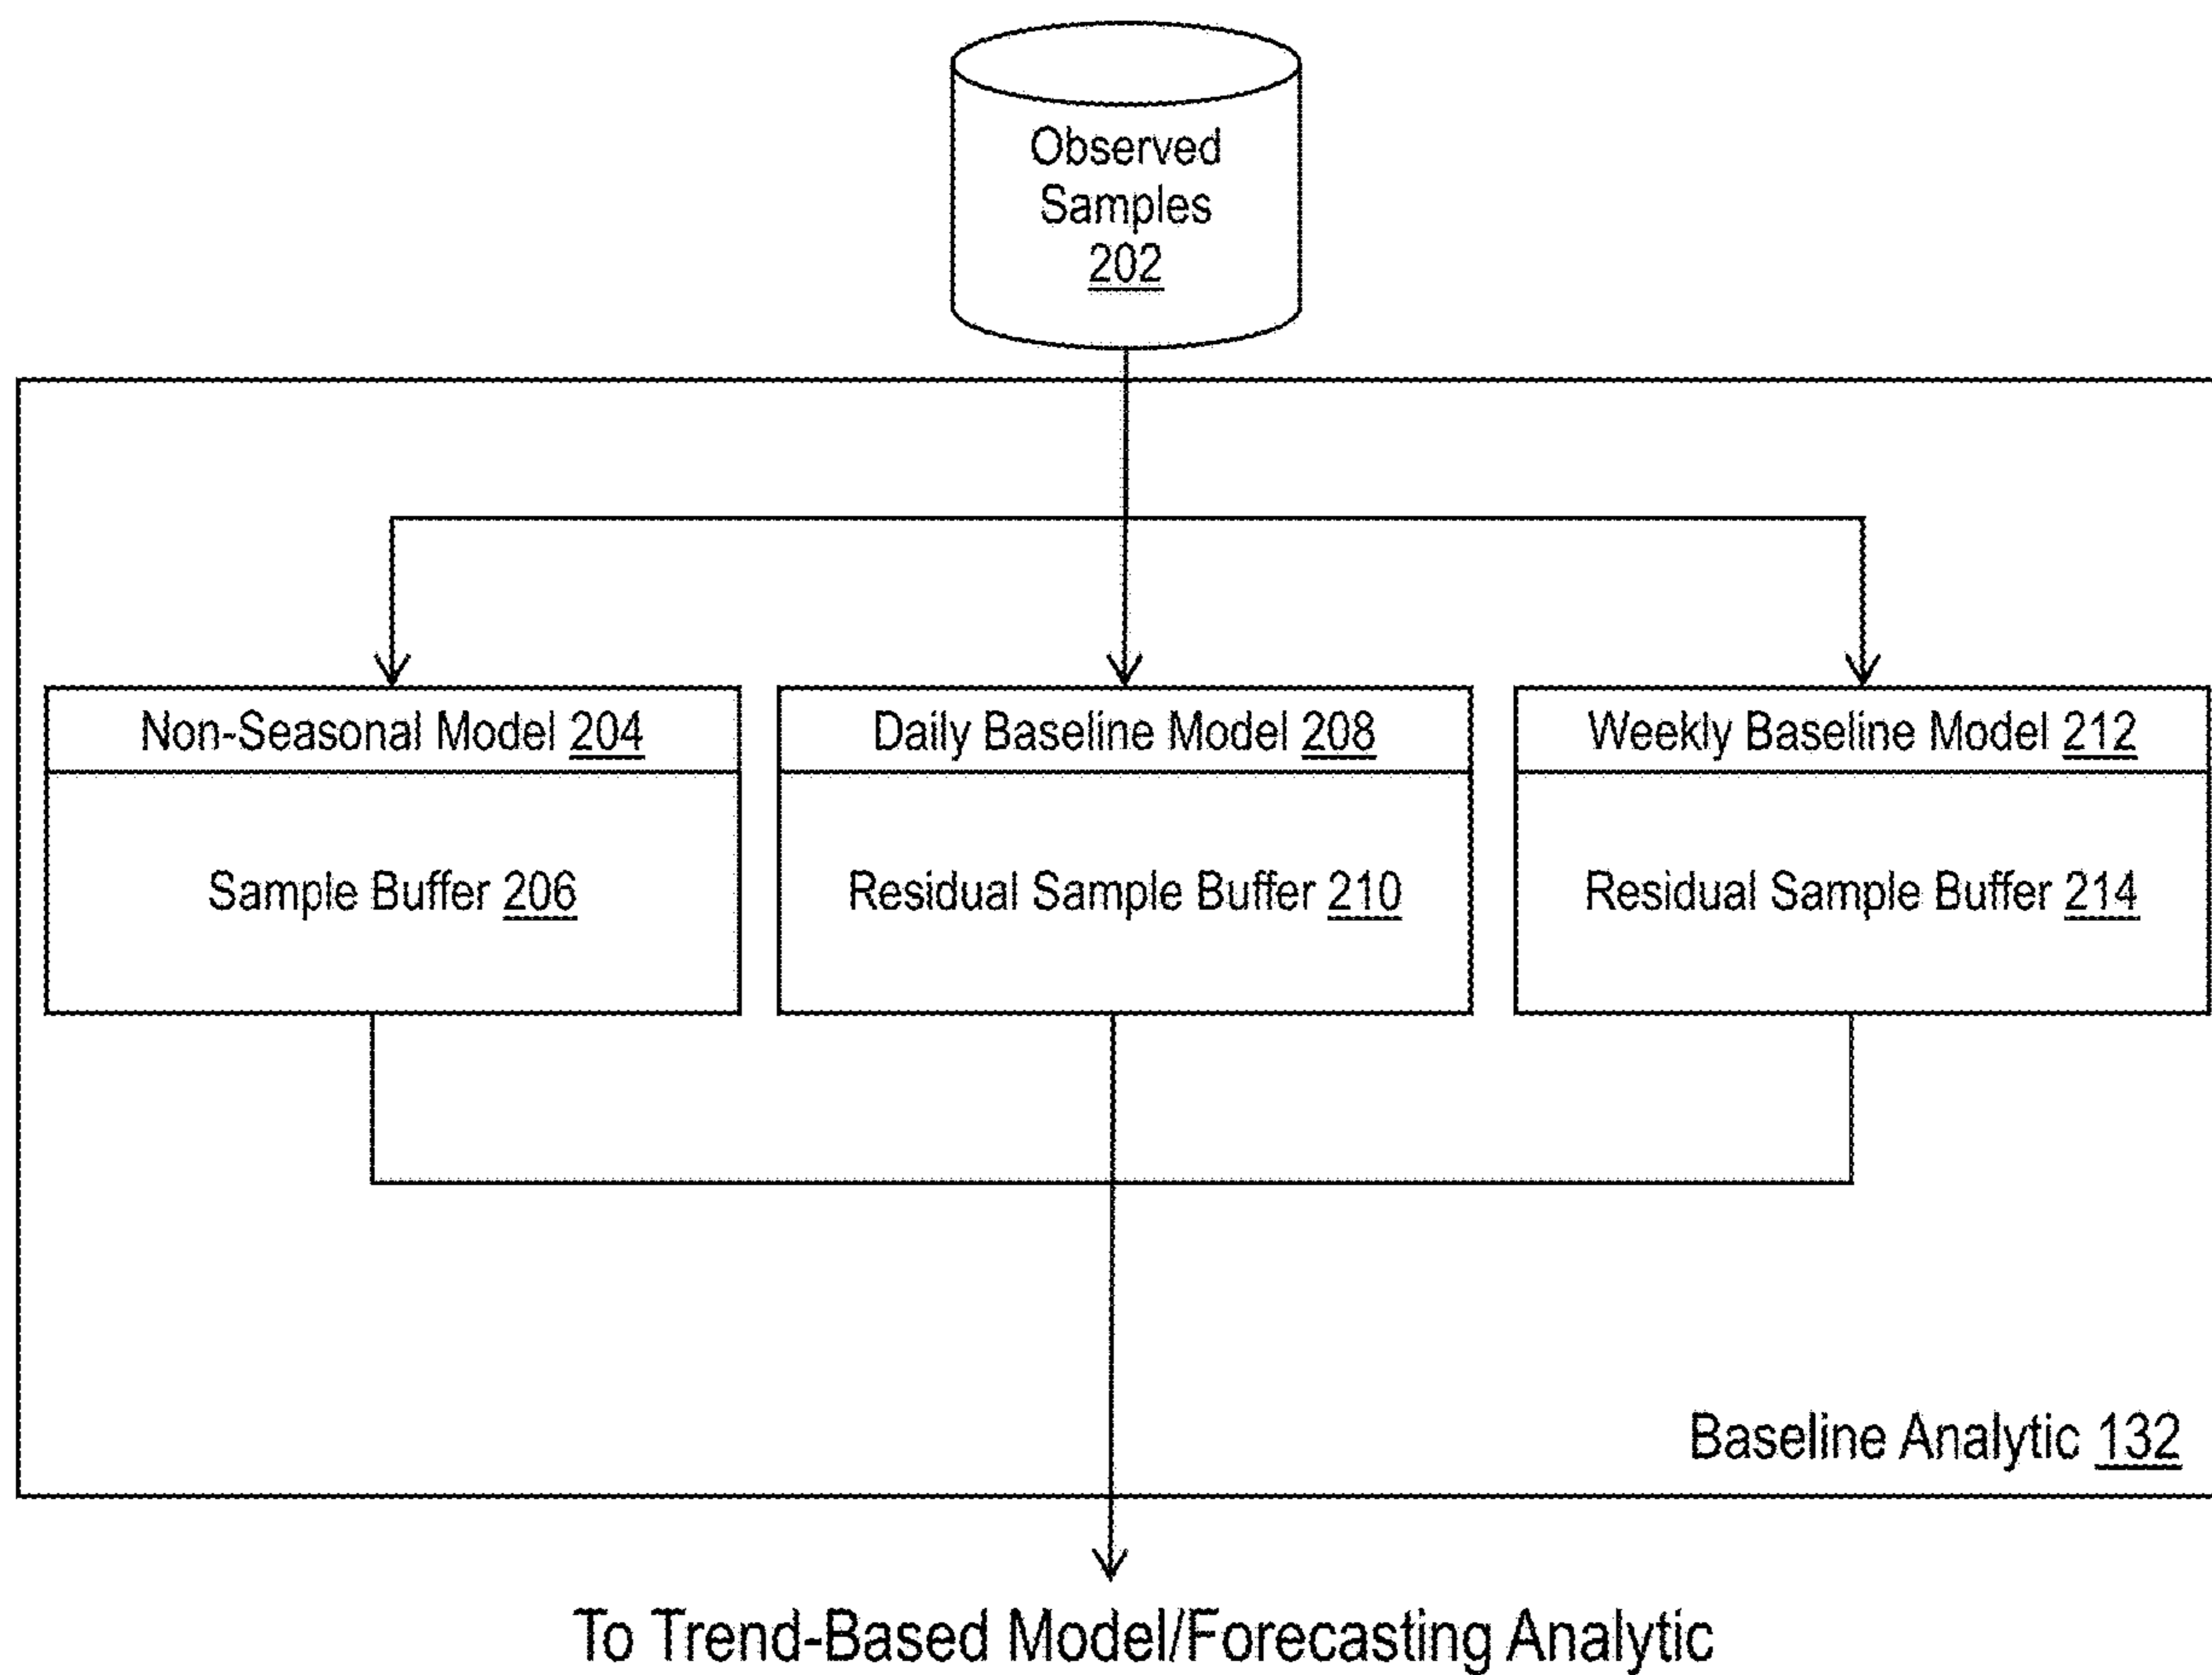 Observed
Samples
202
Non-Seasonal Model 204
Daily Baseline Model 208
Weekly Baseline Model 212
Sample Buffer 206
Residual Sample Buffer 210
Residual Sample Buffer 214
Baseline Analytic 132
To Trend-Based Model/Forecasting Analytic